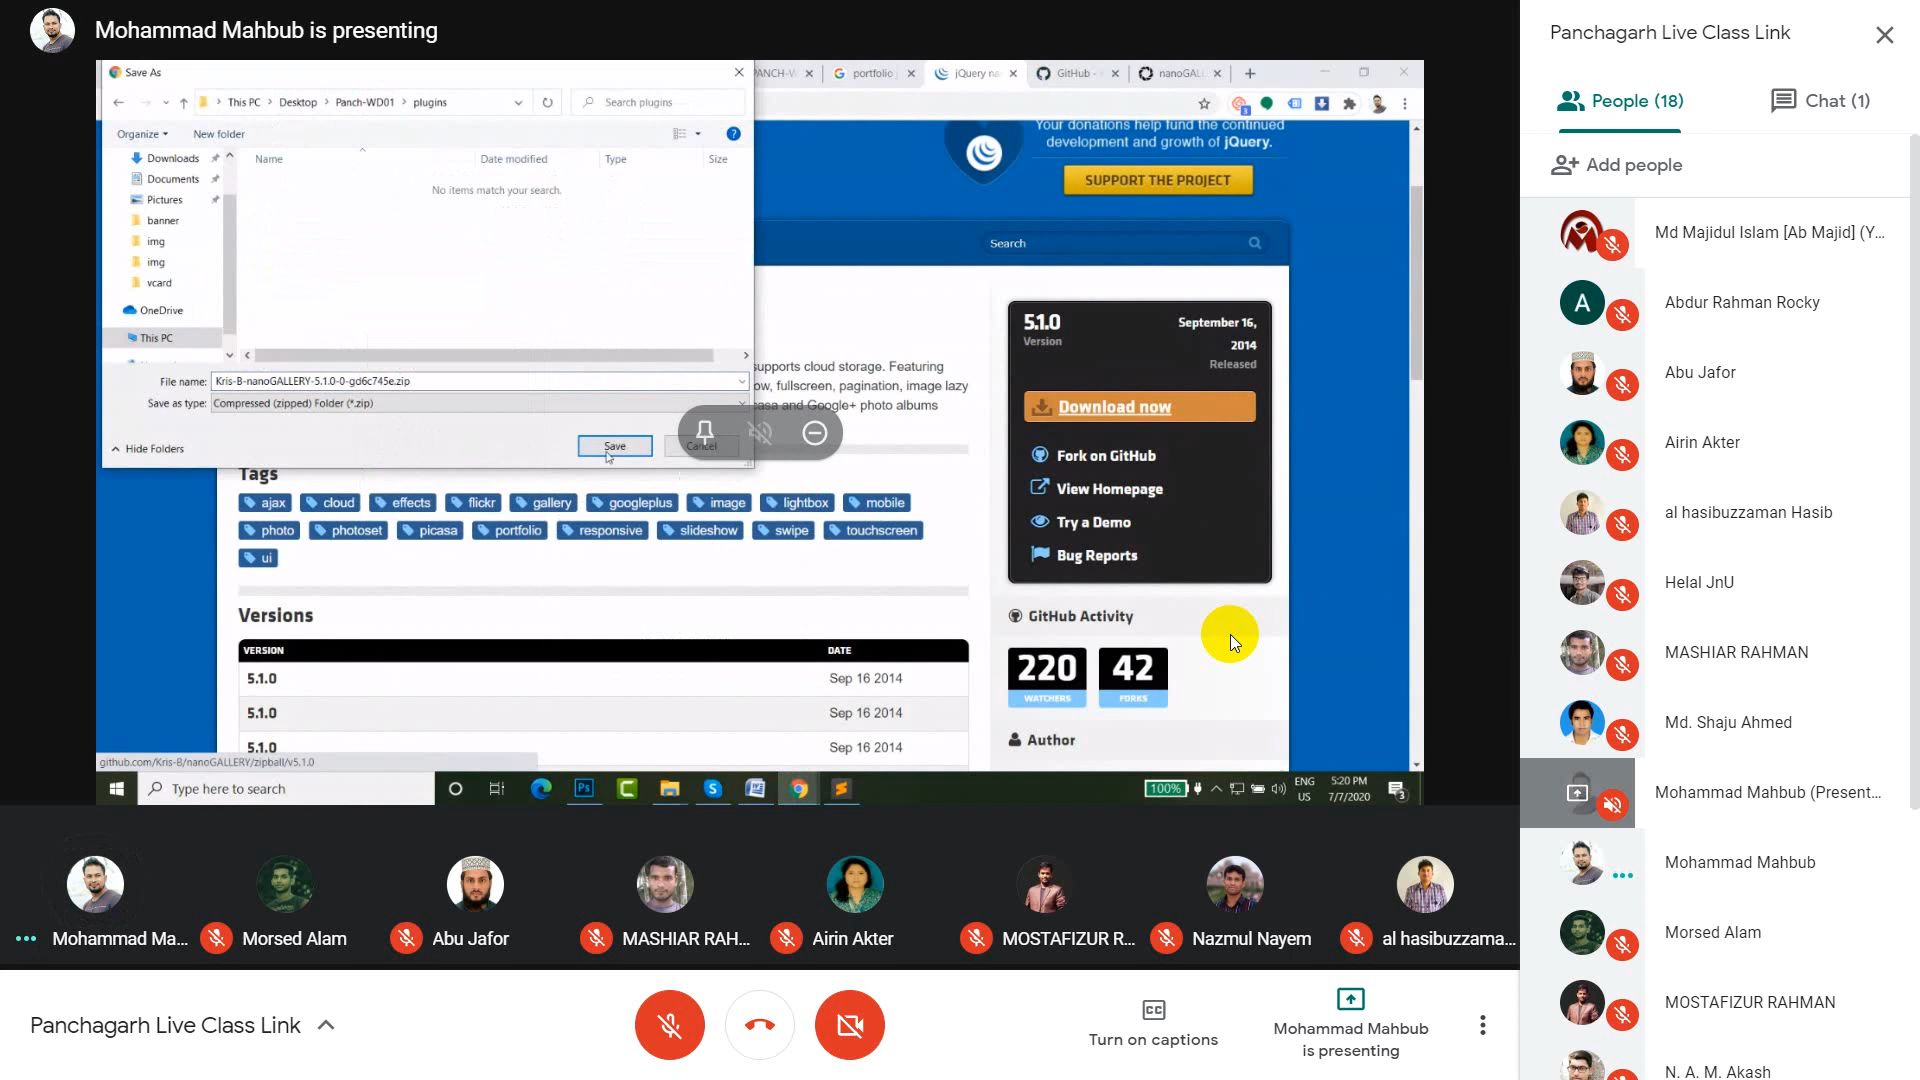 Mohammad Mahbub is presenting
Save As
PANCH-W
portfolio
jQuery na
GitHub -
nanoGAL
This PC > Desktop > Panch-WD01 > plugins
Search plugins
Organize
New folder
Name
Date modified
Type
Size
No items match your search.
Downloads
Documents
Pictures
banner
img
img
vcard
OneDrive
This PC
File name: Kris-B-nanoGALLERY-5.1.0-0-gd6c745e.zip
Save as type: Compressed (zipped) Folder (*.zip)
Hide Folders
Save
Cancel
Your donations help fund the continued
development and growth of jQuery.
SUPPORT THE PROJECT
Search
supports cloud storage. Featuring
ow, fullscreen, pagination, image lazy
casa and Google+ photo albums
Tags
ajax cloud effects flickr gallery googleplus image lightbox mobile
photo photoset picasa portfolio responsive slideshow swipe touchscreen
ui
Versions
VERSION DATE
5.1.0 Sep 16 2014
5.1.0 Sep 16 2014
5.1.0 Sep 16 2014
5.1.0
Version
September 16,
2014
Released
Download now
Fork on GitHub
View Homepage
Try a Demo
Bug Reports
GitHub Activity
220
WATCHERS
42
FORKS
Author
github.com/Kris-B/nanoGALLERY/zipball/v5.1.0
Type here to search
Ps
100%
ENG
US
5:20 PM
7/7/2020
3
Mohammad Ma...
Morsed Alam
Abu Jafor
MASHIAR RAH...
Airin Akter
MOSTAFIZUR R...
Nazmul Nayem
al hasibuzzama...
Panchagarh Live Class Link
CC
Turn on captions
Mohammad Mahbub
is presenting
Panchagarh Live Class Link
People (18)
Chat (1)
Add people
Md Majidul Islam [Ab Majid] (Y...
A
Abdur Rahman Rocky
Abu Jafor
Airin Akter
al hasibuzzaman Hasib
Helal JnU
MASHIAR RAHMAN
Md. Shaju Ahmed
Mohammad Mahbub (Present...
Mohammad Mahbub
Morsed Alam
MOSTAFIZUR RAHMAN
N. A. M. Akash